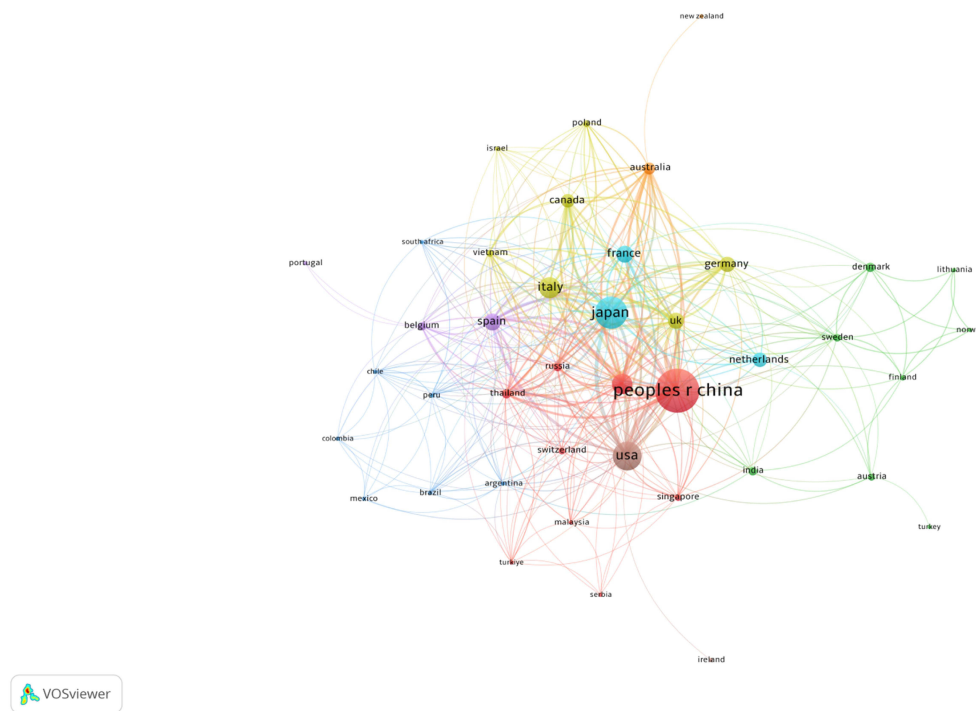 new zealand
poland
israel
australia
canada
south africa
vietnam
france
portugal
germany
denmark
lithuania
italy
japan
belgium
spain
uk
norw
sweden
netherlands
russia
chile
finland
peru
thailand
peoples r china
colombia
switzerland
usa
india
austria
argentina
brazil
mexico
singapore
malaysia
turkey
turkiye
serbia
ireland
VOSviewer